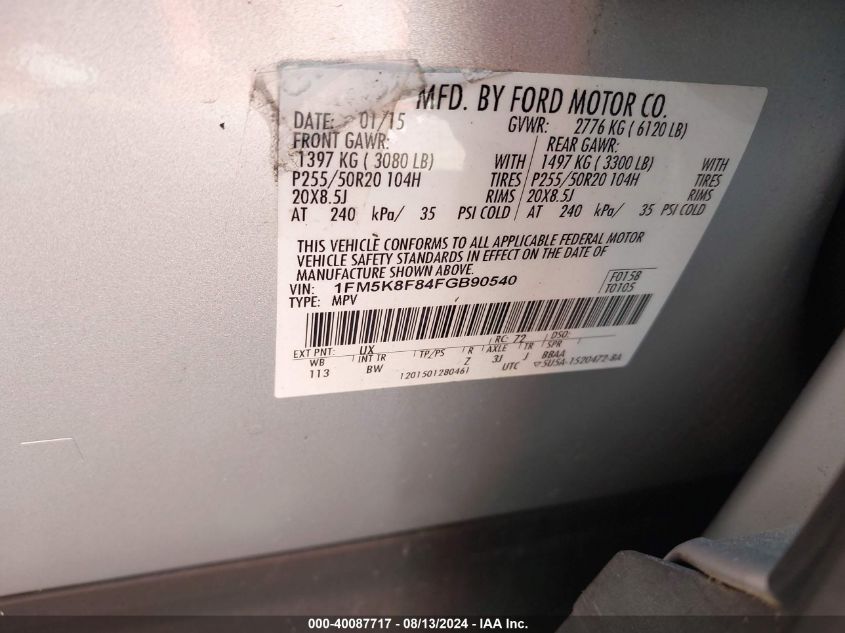 MFD. BY FORD MOTOR CO.
DATE: 01/15 GVWR: 2776 KG ( 6120 LB)
FRONT GAWR: REAR GAWR:
1397 KG ( 3080 LB) WITH 1497 KG ( 3300 LB) WITH
P255/50R20 104H TIRES P255/50R20 104H TIRES
20X8.5J RIMS 20X8.5J RIMS
AT 240 kPa/ 35 PSI COLD AT 240 kPa/ 35 PSI COLD
THIS VEHICLE CONFORMS TO ALL APPLICABLE FEDERAL MOTOR
VEHICLE SAFETY STANDARDS IN EFFECT ON THE DATE OF
MANUFACTURE SHOWN ABOVE.
VIN: 1FM5K8F84FGB90540 F0158
TYPE: MPV T0105
EXT PNT: UX RC: 72 DSO:
WB INT TR TP/PS R AXLE TR SPR
113 BW Z 3J J BBAA
1201501280461 UTC ▽5USA-1520472-BA
000-40087717 - 08/13/2024 - IAA Inc.